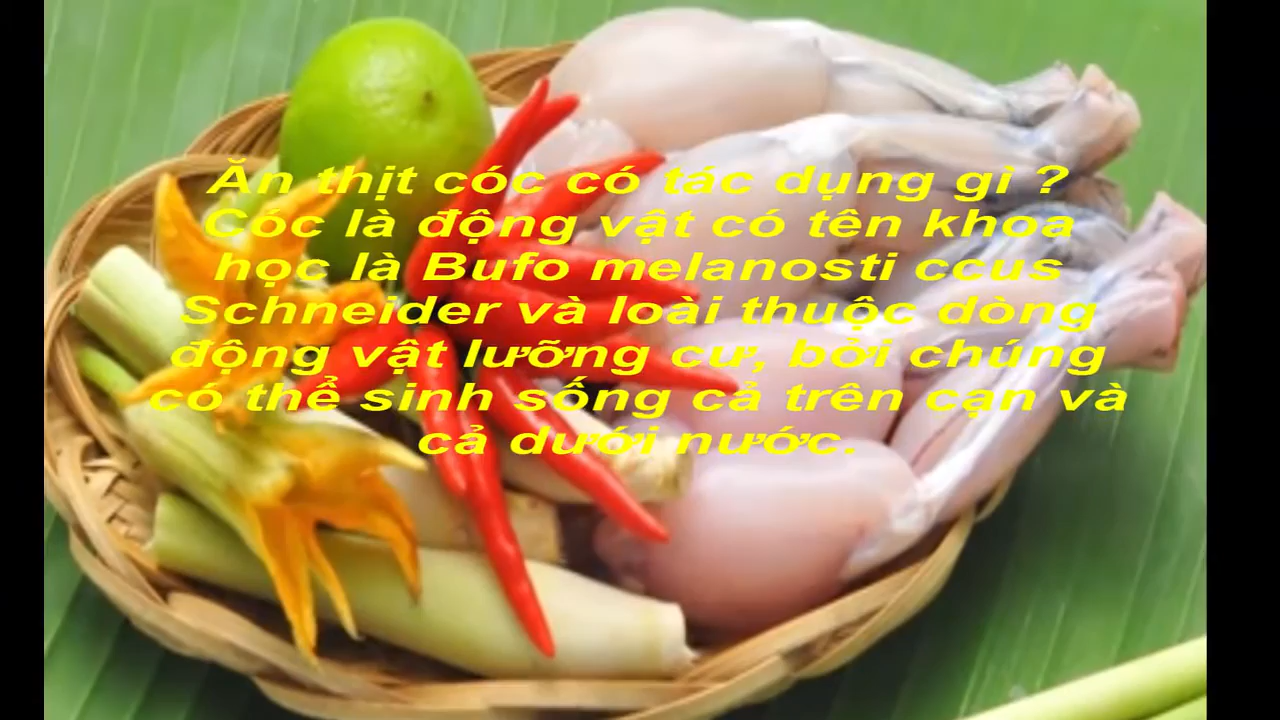 Ăn thịt cóc có tác dụng gi ?
Cóc là động vật có tên khoa
học là Bufo melanosti ccus
Schneider và loài thuộc dòng
động vật lưỡng cư, bởi chúng
có thể sinh sống cả trên cạn và
cả dưới nước.